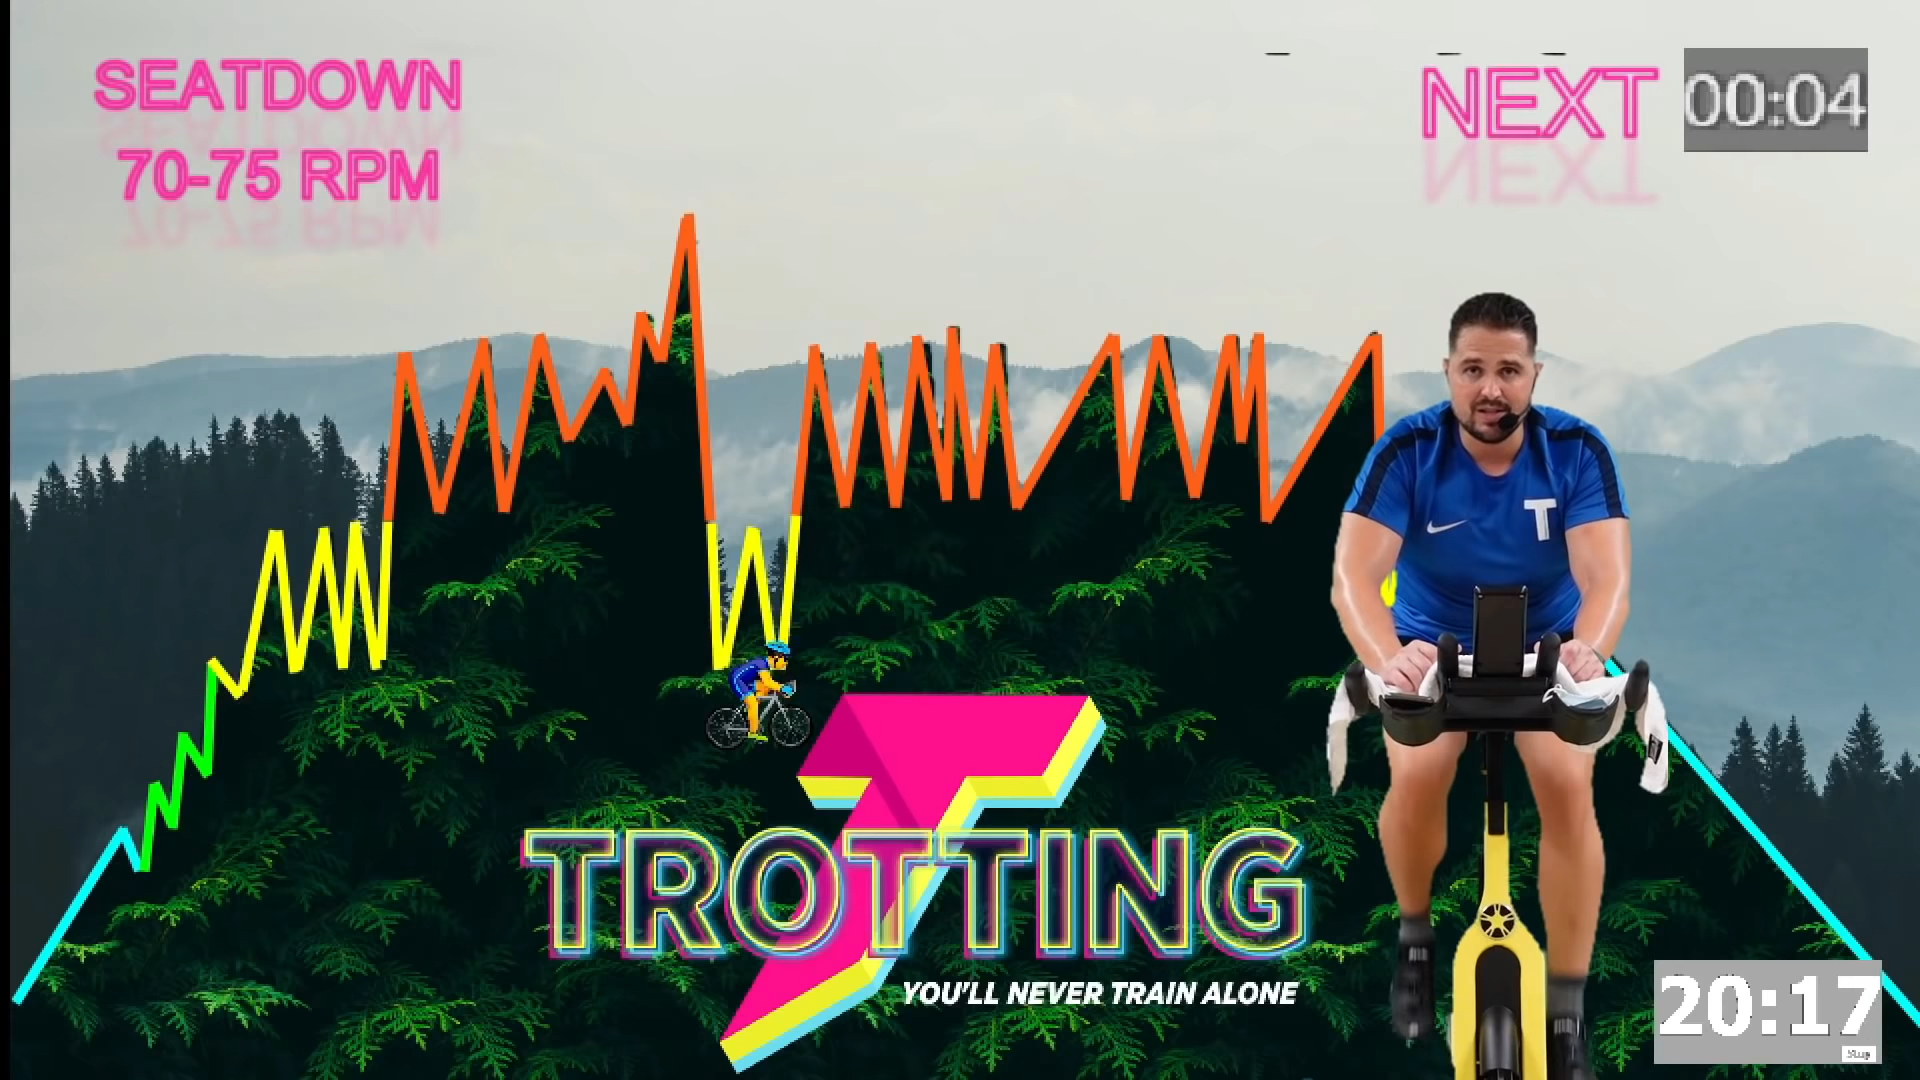 SEATDOWN
70-75 RPM
NEXT
00:04
T
TROTTING
YOU'LL NEVER TRAIN ALONE
20:17